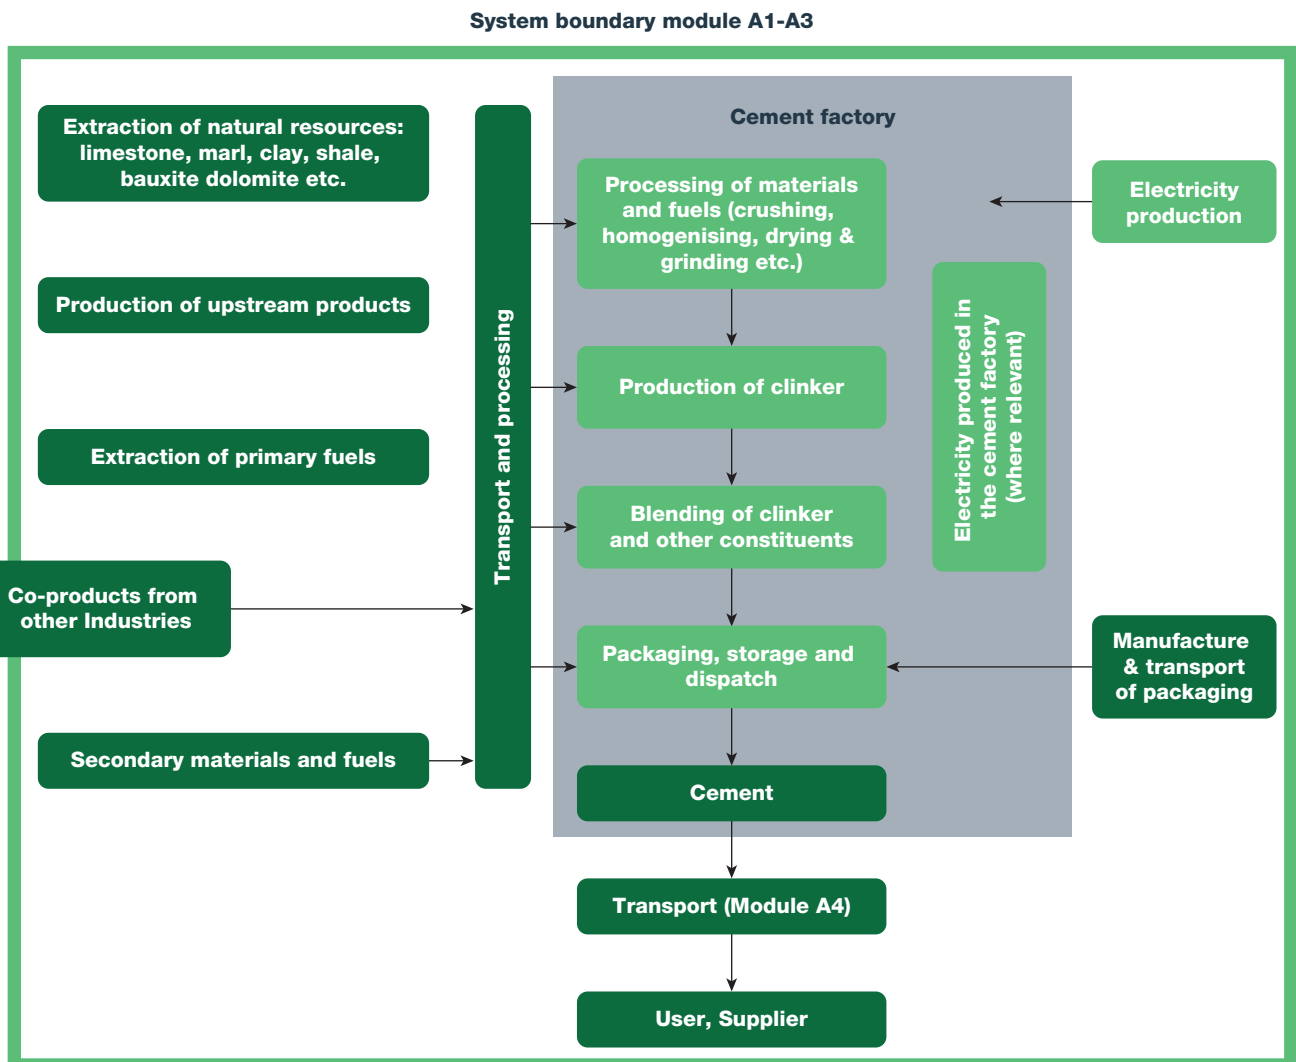 System boundary module A1-A3
Extraction of natural resources:
limestone, marl, clay, shale,
bauxite dolomite etc.
Production of upstream products
Extraction of primary fuels
Co-products from
other Industries
Secondary materials and fuels
Transport and processing
Cement factory
Processing of materials
and fuels (crushing,
homogenising, drying &
grinding etc.)
Production of clinker
Blending of clinker
and other constituents
Packaging, storage and
dispatch
Cement
Transport (Module A4)
User, Supplier
Electricity produced in
the cement factory
(where relevant)
Electricity
production
Manufacture
& transport
of packaging